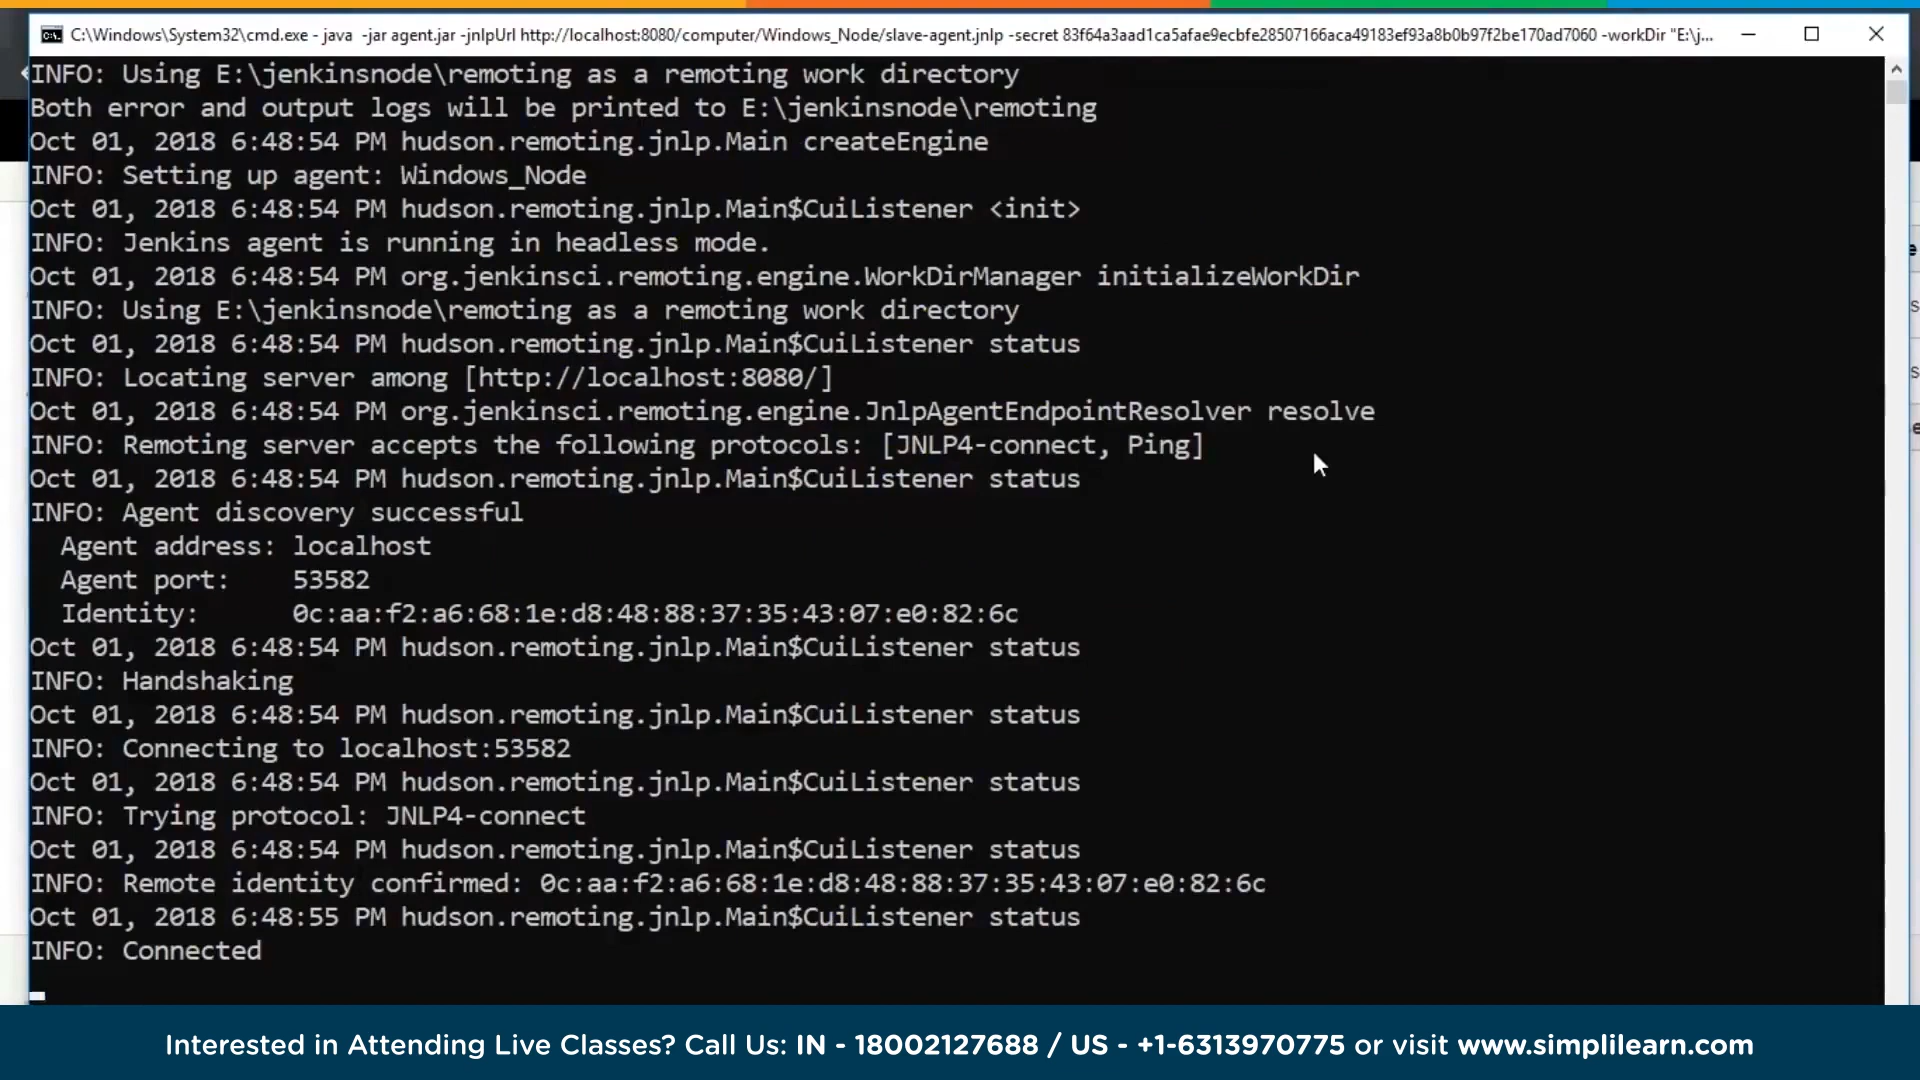 C:\Windows\System32\cmd.exe - java -jar agent.jar -jnlpUrl http://localhost:8080/computer/Windows_Node/slave-agent.jnlp -secret 83f64a3aad1ca5afae9ecbfe28507166aca49183ef93a8b0b97f2be170ad7060 -workDir "E:\j...
INFO: Using E:\jenkinsnode\remoting as a remoting work directory
Both error and output logs will be printed to E:\jenkinsnode\remoting
Oct 01, 2018 6:48:54 PM hudson.remoting.jnlp.Main createEngine
INFO: Setting up agent: Windows_Node
Oct 01, 2018 6:48:54 PM hudson.remoting.jnlp.Main$CuiListener <init>
INFO: Jenkins agent is running in headless mode.
Oct 01, 2018 6:48:54 PM org.jenkinsci.remoting.engine.WorkDirManager initializeWorkDir
INFO: Using E:\jenkinsnode\remoting as a remoting work directory
Oct 01, 2018 6:48:54 PM hudson.remoting.jnlp.Main$CuiListener status
INFO: Locating server among [http://localhost:8080/]
Oct 01, 2018 6:48:54 PM org.jenkinsci.remoting.engine.JnlpAgentEndpointResolver resolve
INFO: Remoting server accepts the following protocols: [JNLP4-connect, Ping]
Oct 01, 2018 6:48:54 PM hudson.remoting.jnlp.Main$CuiListener status
INFO: Agent discovery successful
Agent address: localhost
Agent port: 53582
Identity: 0c:aa:f2:a6:68:1e:d8:48:88:37:35:43:07:e0:82:6c
Oct 01, 2018 6:48:54 PM hudson.remoting.jnlp.Main$CuiListener status
INFO: Handshaking
Oct 01, 2018 6:48:54 PM hudson.remoting.jnlp.Main$CuiListener status
INFO: Connecting to localhost:53582
Oct 01, 2018 6:48:54 PM hudson.remoting.jnlp.Main$CuiListener status
INFO: Trying protocol: JNLP4-connect
Oct 01, 2018 6:48:54 PM hudson.remoting.jnlp.Main$CuiListener status
INFO: Remote identity confirmed: 0c:aa:f2:a6:68:1e:d8:48:88:37:35:43:07:e0:82:6c
Oct 01, 2018 6:48:55 PM hudson.remoting.jnlp.Main$CuiListener status
INFO: Connected
Interested in Attending Live Classes? Call Us: IN - 18002127688 / US - +1-6313970775 or visit www.simplilearn.com